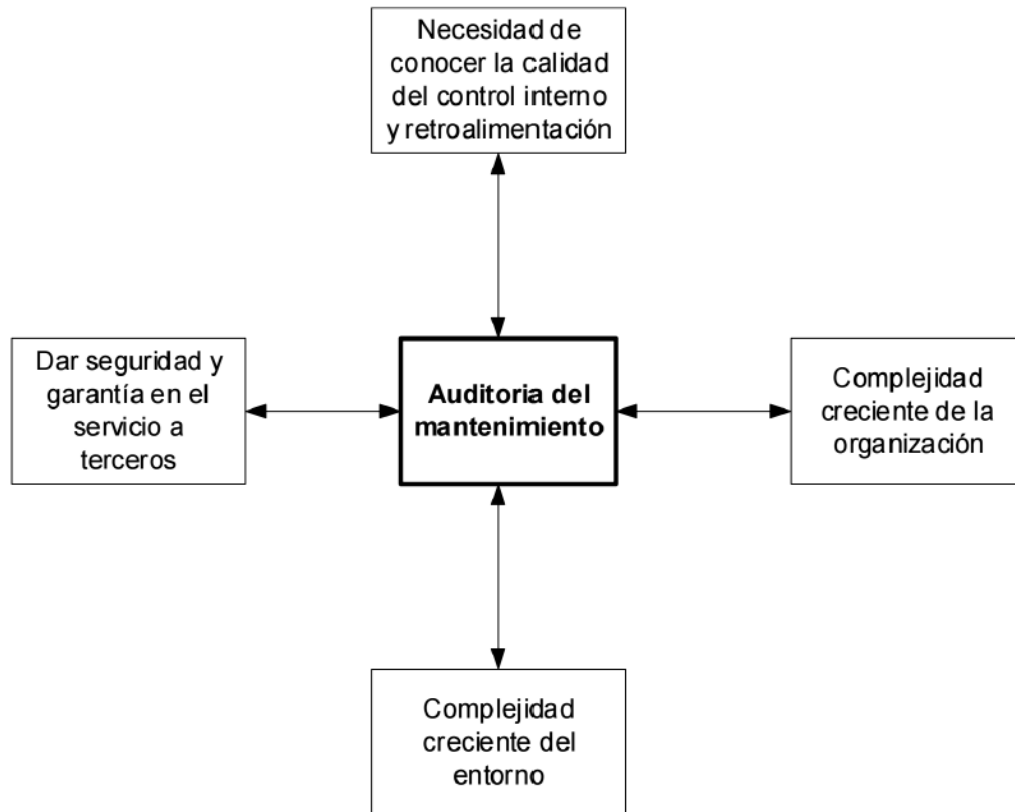 Necesidad de
conocer la calidad
del control interno
y retroalimentación
Dar seguridad y
garantía en el
servicio a
terceros
Auditoria del
mantenimiento
Complejidad
creciente de la
organización
Complejidad
creciente del
entorno